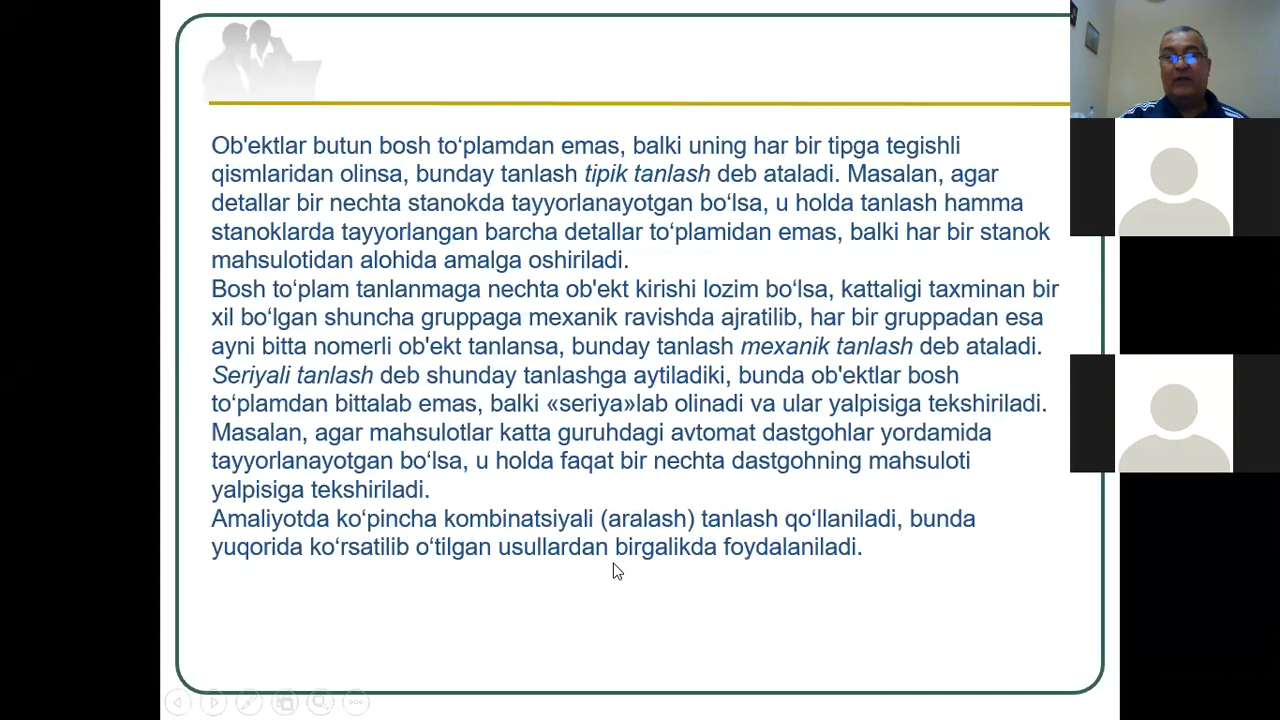 Ob'ektlar butun bosh to‘plamdan emas, balki uning har bir tipga tegishli
qismlaridan olinsa, bunday tanlash tipik tanlash deb ataladi. Masalan, agar
detallar bir nechta stanokda tayyorlanayotgan bo‘lsa, u holda tanlash hamma
stanoklarda tayyorlangan barcha detallar to‘plamidan emas, balki har bir stanok
mahsulotidan alohida amalga oshiriladi.
Bosh to‘plam tanlanmaga nechta ob'ekt kirishi lozim bo‘lsa, kattaligi taxminan bir
xil bo‘lgan shuncha gruppaga mexanik ravishda ajratilib, har bir gruppadan esa
ayni bitta nomerli ob'ekt tanlansa, bunday tanlash mexanik tanlash deb ataladi.
Seriyali tanlash deb shunday tanlashga aytiladiki, bunda ob'ektlar bosh
to‘plamdan bittalab emas, balki «seriya»lab olinadi va ular yalpisiga tekshiriladi.
Masalan, agar mahsulotlar katta guruhdagi avtomat dastgohlar yordamida
tayyorlanayotgan bo‘lsa, u holda faqat bir nechta dastgohning mahsuloti
yalpisiga tekshiriladi.
Amaliyotda ko‘pincha kombinatsiyali (aralash) tanlash qo‘llaniladi, bunda
yuqorida ko‘rsatilib o‘tilgan usullardan birgalikda foydalaniladi.